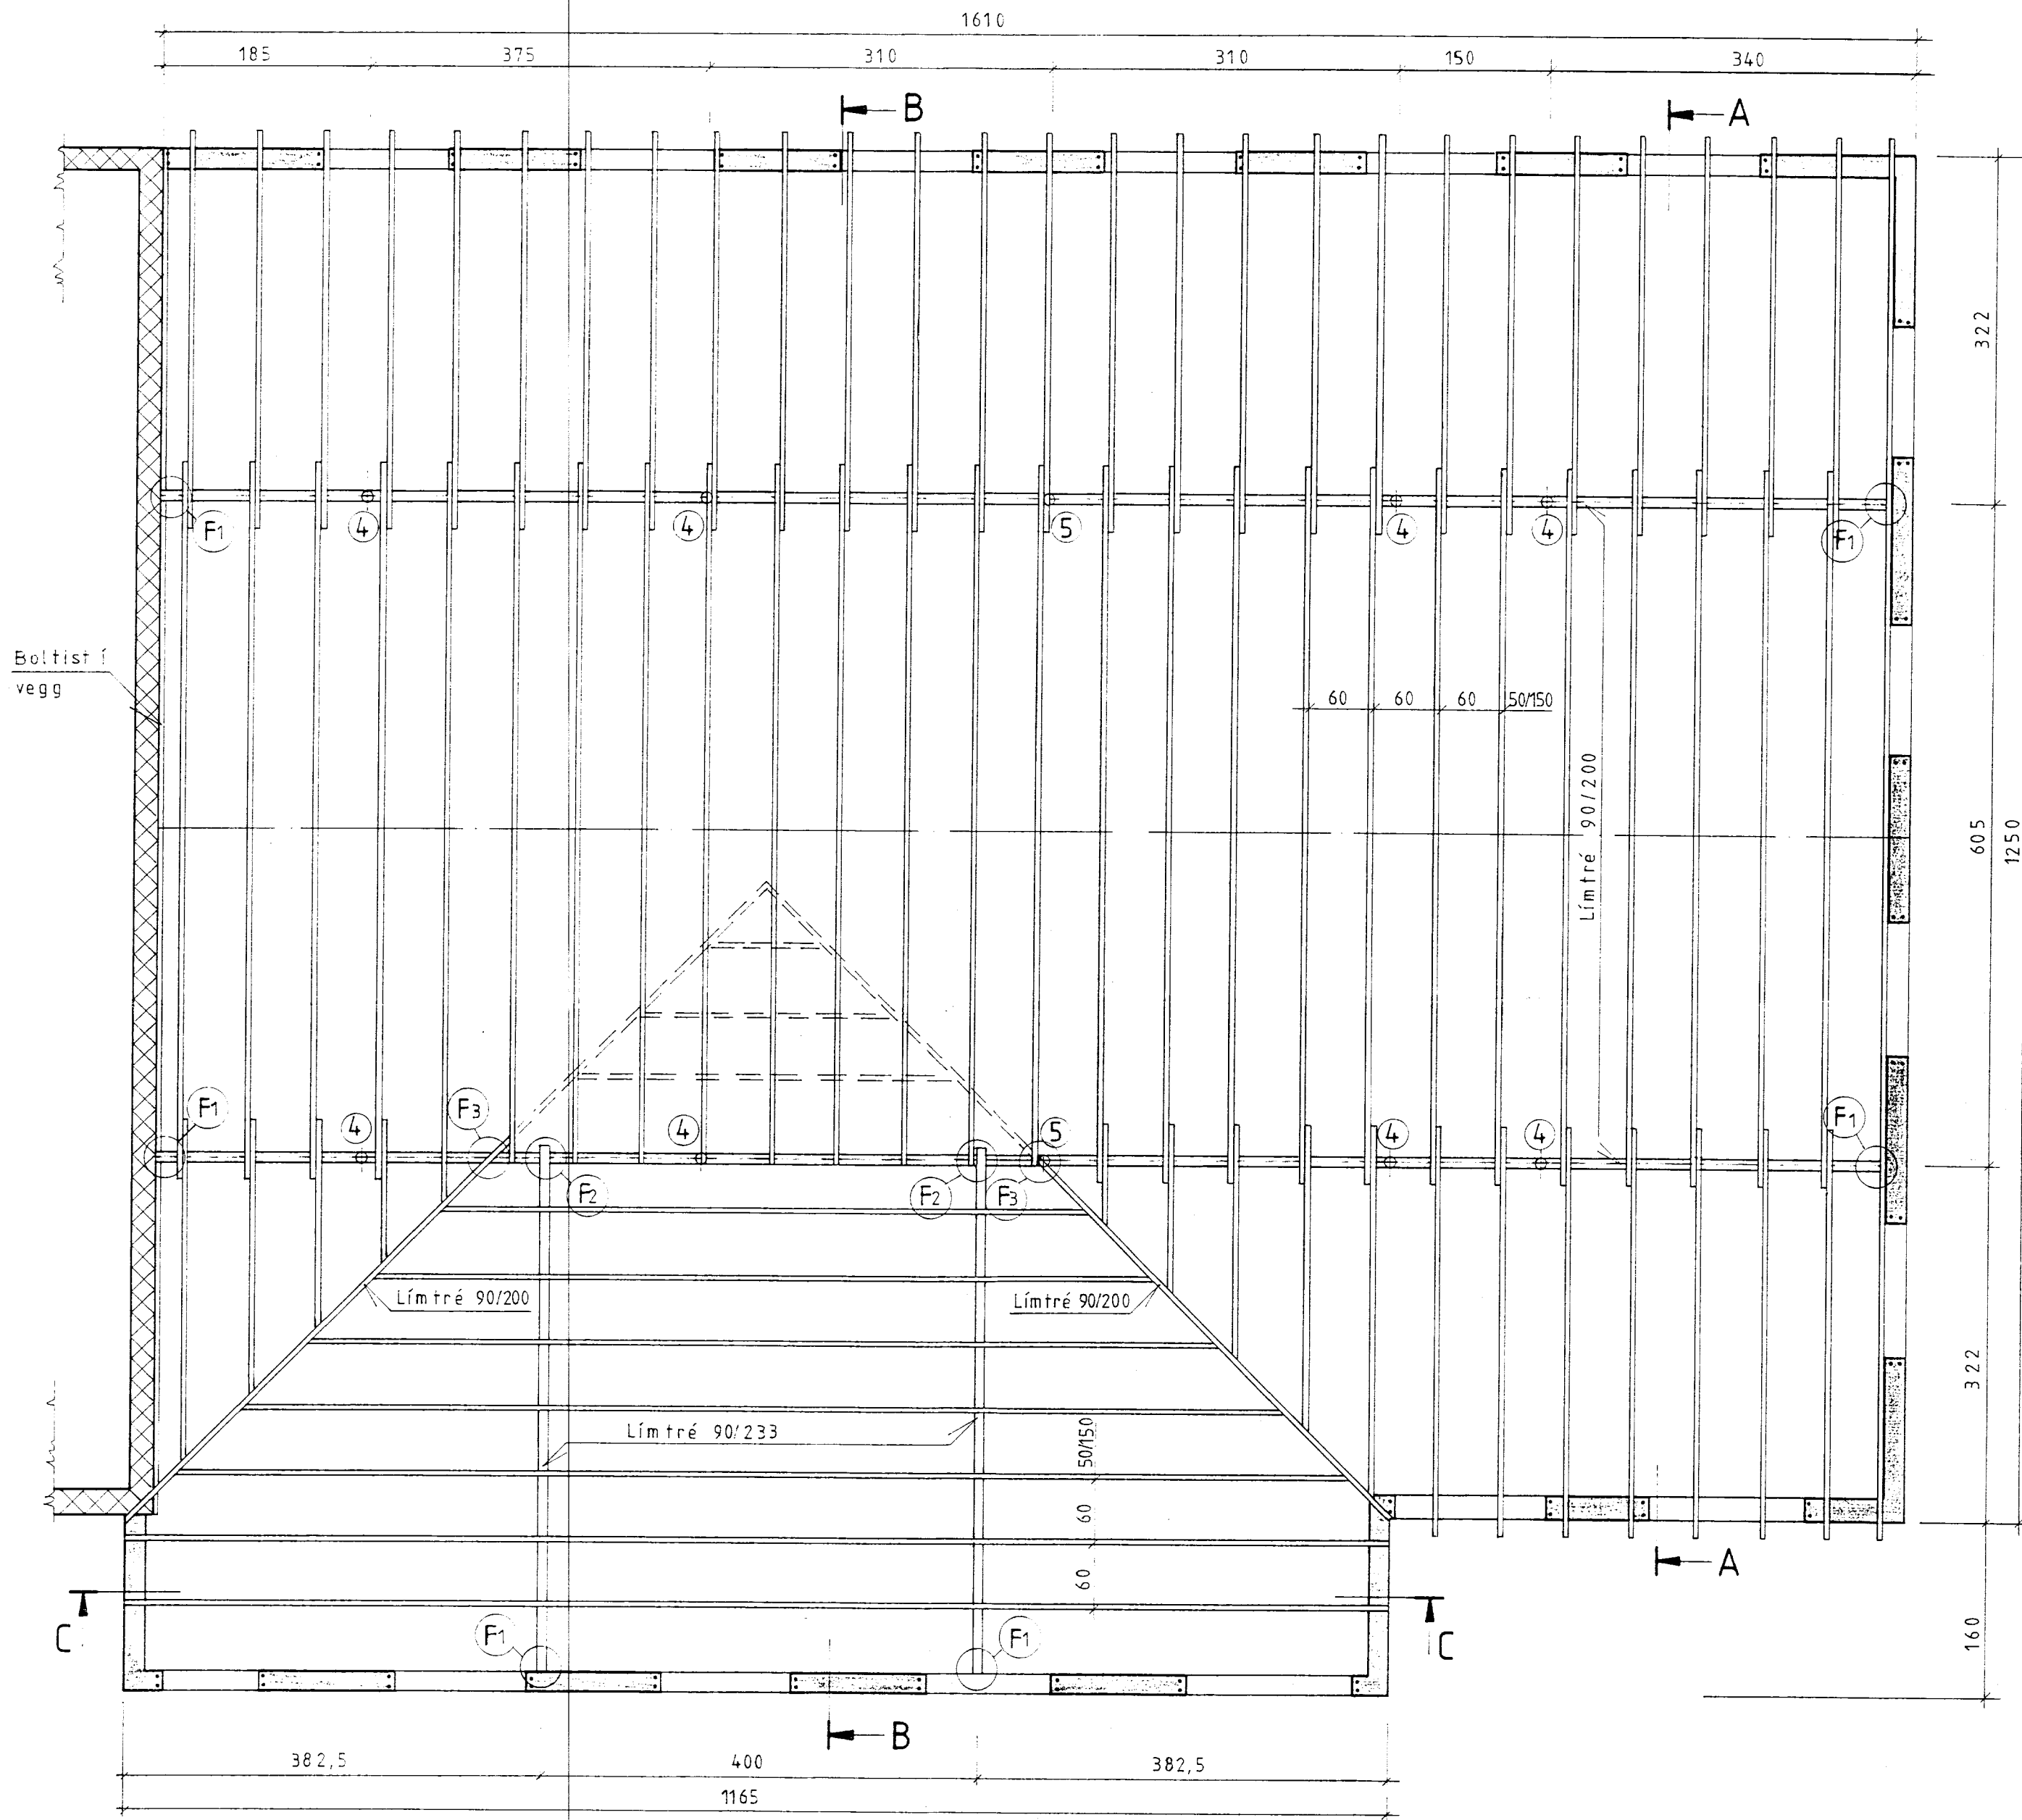 1610
185 375 310 310 150 340
B A
322
F1 4 4 5 4 4 F1
Boltist í
vegg
60 60 60 50/150
Límtré 90/200
605
1250
F1 4 F3 4 5 4 4 F1
F2 F2 F3
Límtré 90/200 Límtré 90/200
322
Límtré 90/233
50/150
60
60
A
C F1 F1 C
160
B
382,5 400 382,5
1165